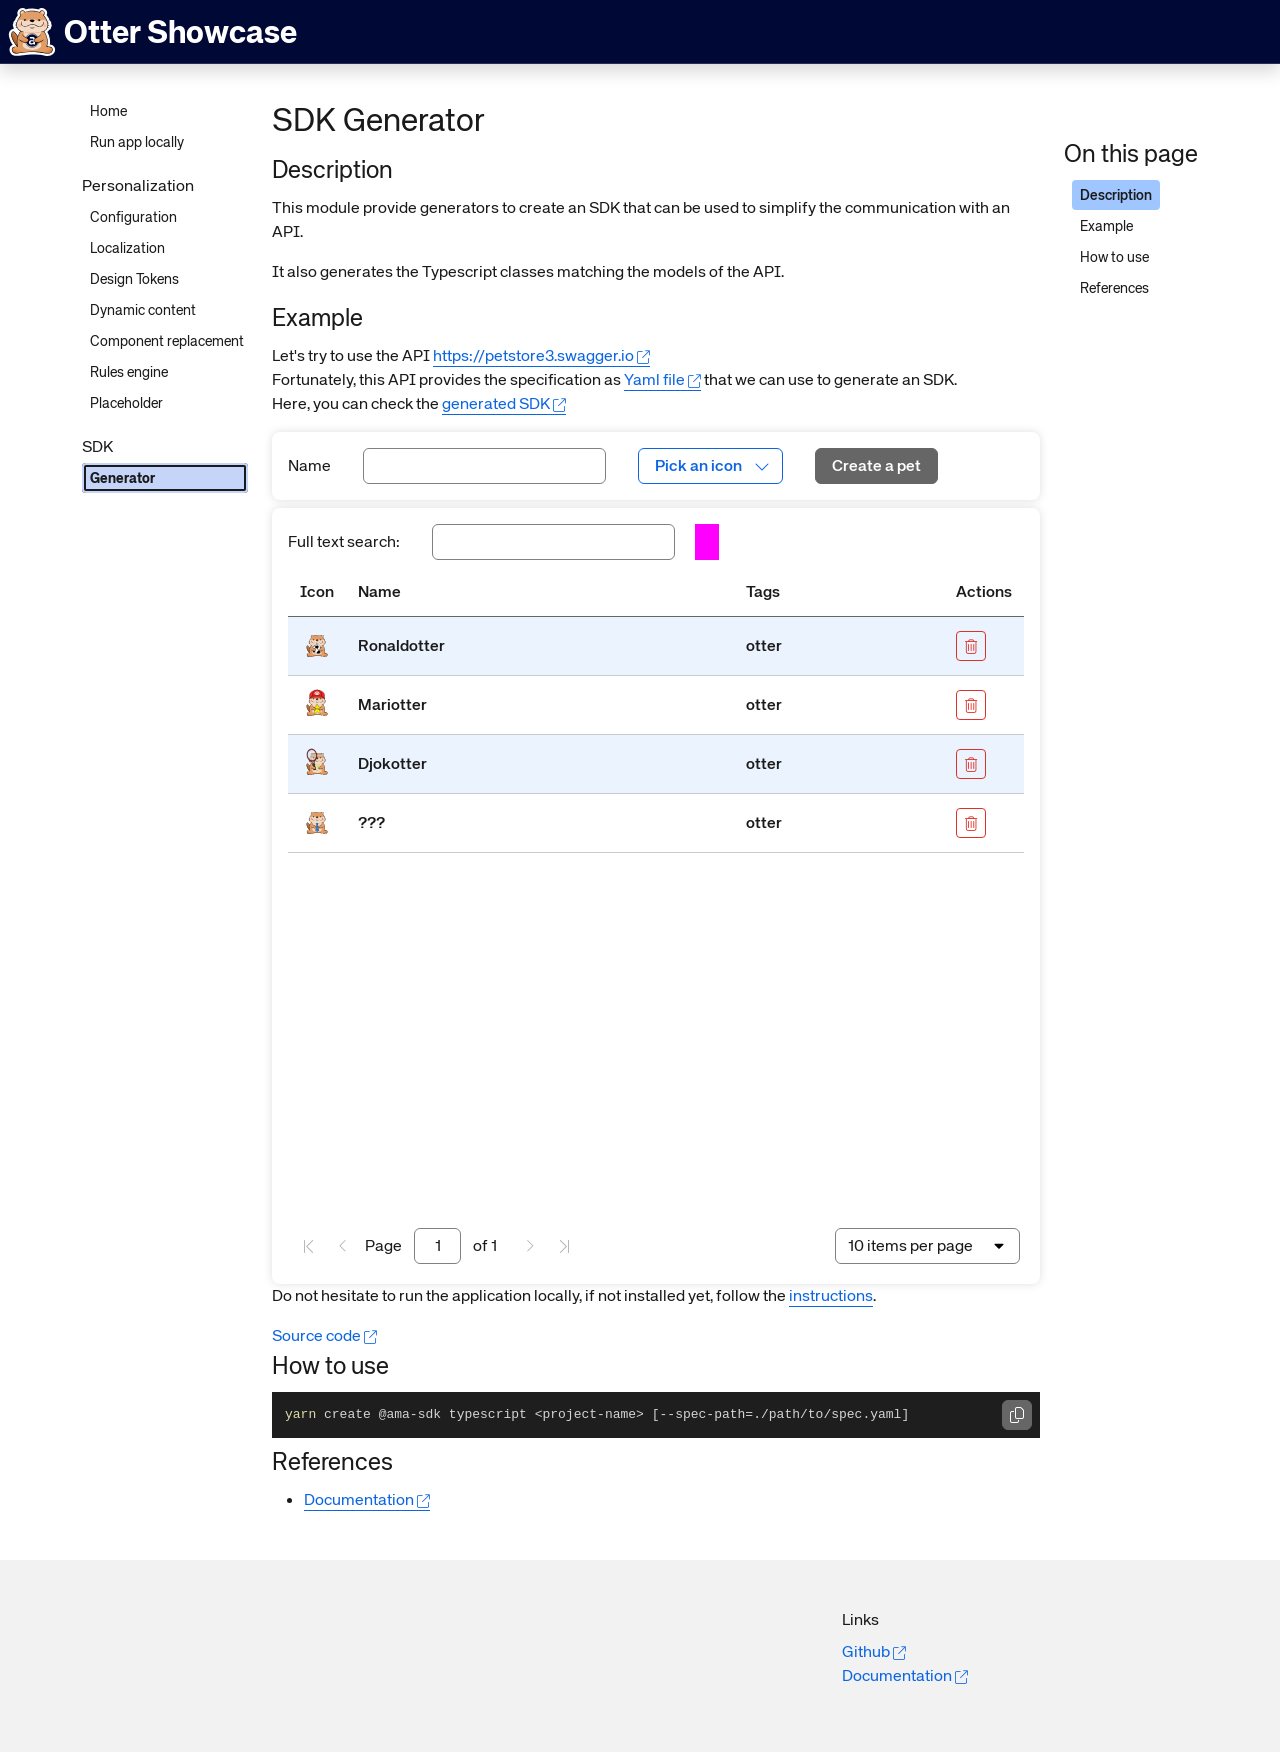 Otter Showcase
Home
Run app locally
Personalization
Configuration
Localization
Design Tokens
Dynamic content
Component replacement
Rules engine
Placeholder
SDK
Generator
SDK Generator
Description
This module provide generators to create an SDK that can be used to simplify the communication with an
API.
It also generates the Typescript classes matching the models of the API.
Example
Let's try to use the API https://petstore3.swagger.io
Fortunately, this API provides the specification as Yaml file that we can use to generate an SDK.
Here, you can check the generated SDK
Name Pick an icon Create a pet
Full text search:
Icon Name Tags Actions
Ronaldotter otter
Mariotter otter
Djokotter otter
??? otter
Page 1 of 1 10 items per page
Do not hesitate to run the application locally, if not installed yet, follow the instructions.
Source code
How to use
yarn create @ama-sdk typescript <project-name> [--spec-path=./path/to/spec.yaml]
References
Documentation
On this page
Description
Example
How to use
References
Links
Github
Documentation